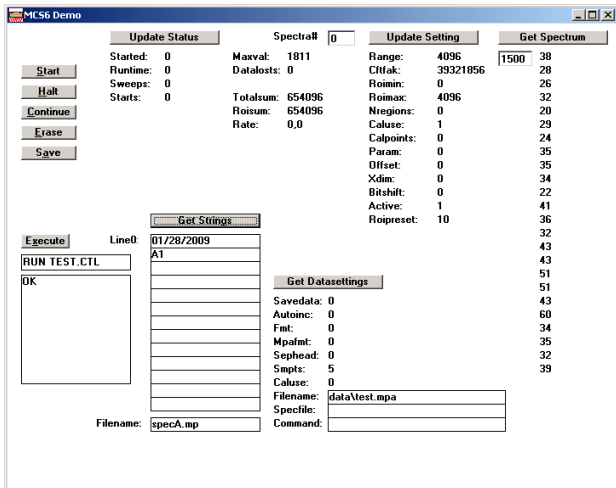 MCS6 Demo
Update Status
Spectra# 0
Update Setting
Get Spectrum
Started: 0
Runtime: 0
Sweeps: 0
Starts: 0
Maxval: 1811
Datalosts: 0
Totalsum: 654096
Roisum: 654096
Rate: 0,0
Range: 4096
Cftfak: 39321856
Roimin: 0
Roimax: 4096
Nregions: 0
Caluse: 1
Calpoints: 0
Param: 0
Offset: 0
Xdim: 0
Bitshift: 0
Active: 1
Roipreset: 10
1500
38
28
26
32
20
29
24
35
35
34
22
41
36
32
43
43
51
51
43
60
34
35
32
39
Start
Halt
Continue
Erase
Save
Get Strings
Execute
Line0: 01/28/2009
A1
RUN TEST.CTL
OK
Filename: specA.mp
Get Datasettings
Savedata: 0
Autoinc: 0
Fmt: 0
Mpafmt: 0
Sephead: 0
Smpts: 5
Caluse: 0
Filename: data\test.mpa
Specfile:
Command: